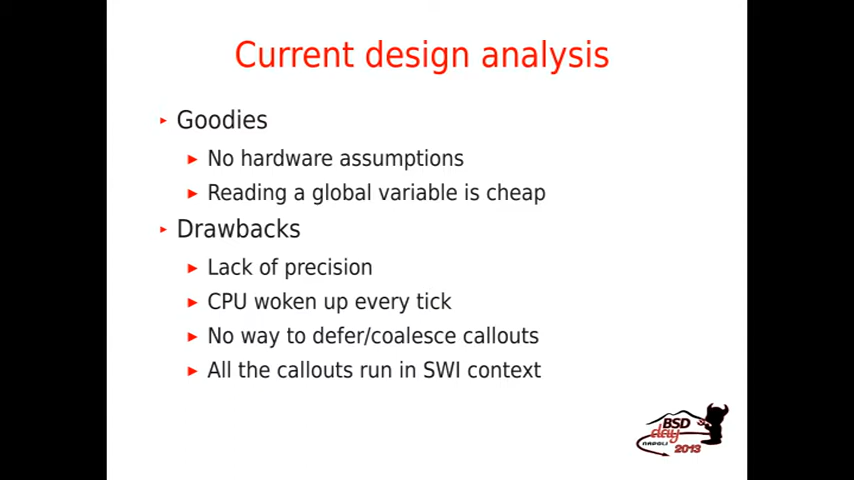 Current design analysis
Goodies
No hardware assumptions
Reading a global variable is cheap
Drawbacks
Lack of precision
CPU woken up every tick
No way to defer/coalesce callouts
All the callouts run in SWI context
BSD
day
NAPOLI
2013